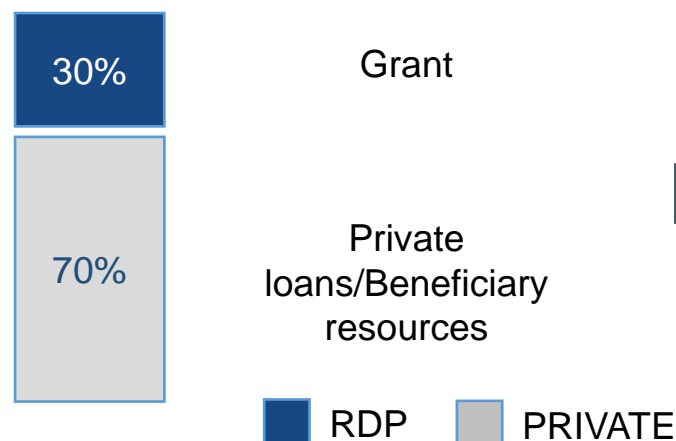 30%
Grant
70%
Private
loans/Beneficiary
resources
RDP
PRIVATE